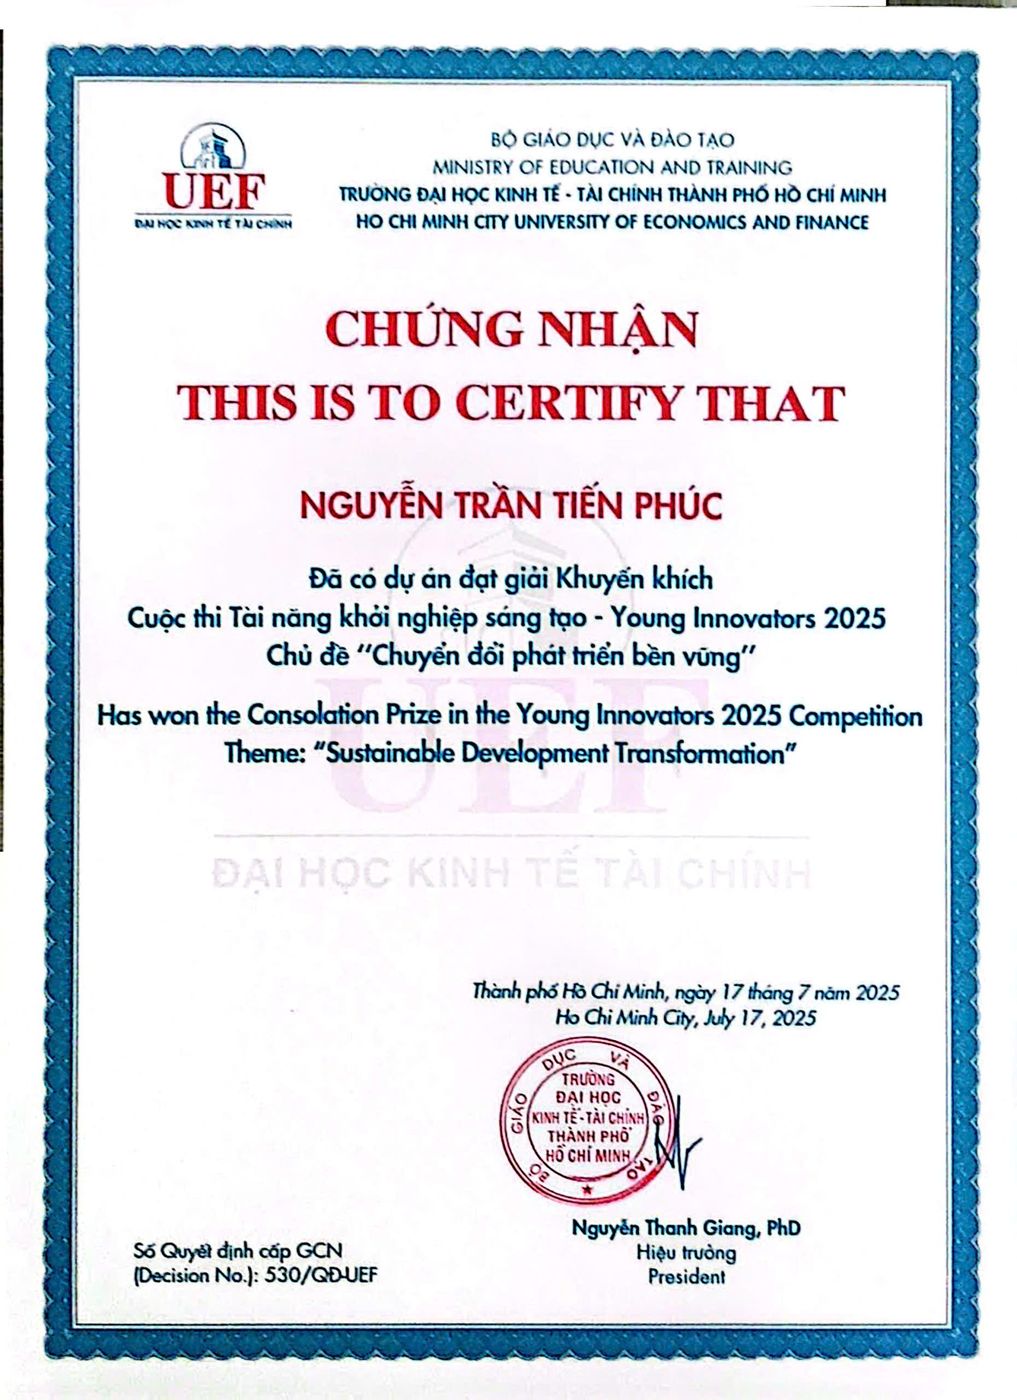 UEF
ĐẠI HỌC KINH TẾ TÀI CHÍNH
BỘ GIÁO DỤC VÀ ĐÀO TẠO
MINISTRY OF EDUCATION AND TRAINING
TRƯỜNG ĐẠI HỌC KINH TẾ - TÀI CHÍNH THÀNH PHỐ HỒ CHÍ MINH
HO CHI MINH CITY UNIVERSITY OF ECONOMICS AND FINANCE
CHỨNG NHẬN
THIS IS TO CERTIFY THAT
NGUYỄN TRẦN TIẾN PHÚC
Đã có dự án đạt giải Khuyến khích
Cuộc thi Tài năng khởi nghiệp sáng tạo - Young Innovators 2025
Chủ đề ‘‘Chuyển đổi phát triển bền vững’’
Has won the Consolation Prize in the Young Innovators 2025 Competition
Theme: “Sustainable Development Transformation”
UEF
ĐẠI HỌC KINH TẾ TÀI CHÍNH
Thành phố Hồ Chí Minh, ngày 17 tháng 7 năm 2025
Ho Chi Minh City, July 17, 2025
BỘ GIÁO DỤC VÀ ĐÀO TẠO
TRƯỜNG
ĐẠI HỌC
KINH TẾ-TÀI CHÍNH
THÀNH PHỐ
HỒ CHÍ MINH
Nguyễn Thanh Giang, PhD
Hiệu trưởng
President
Số Quyết định cấp GCN
(Decision No.): 530/QĐ-UEF